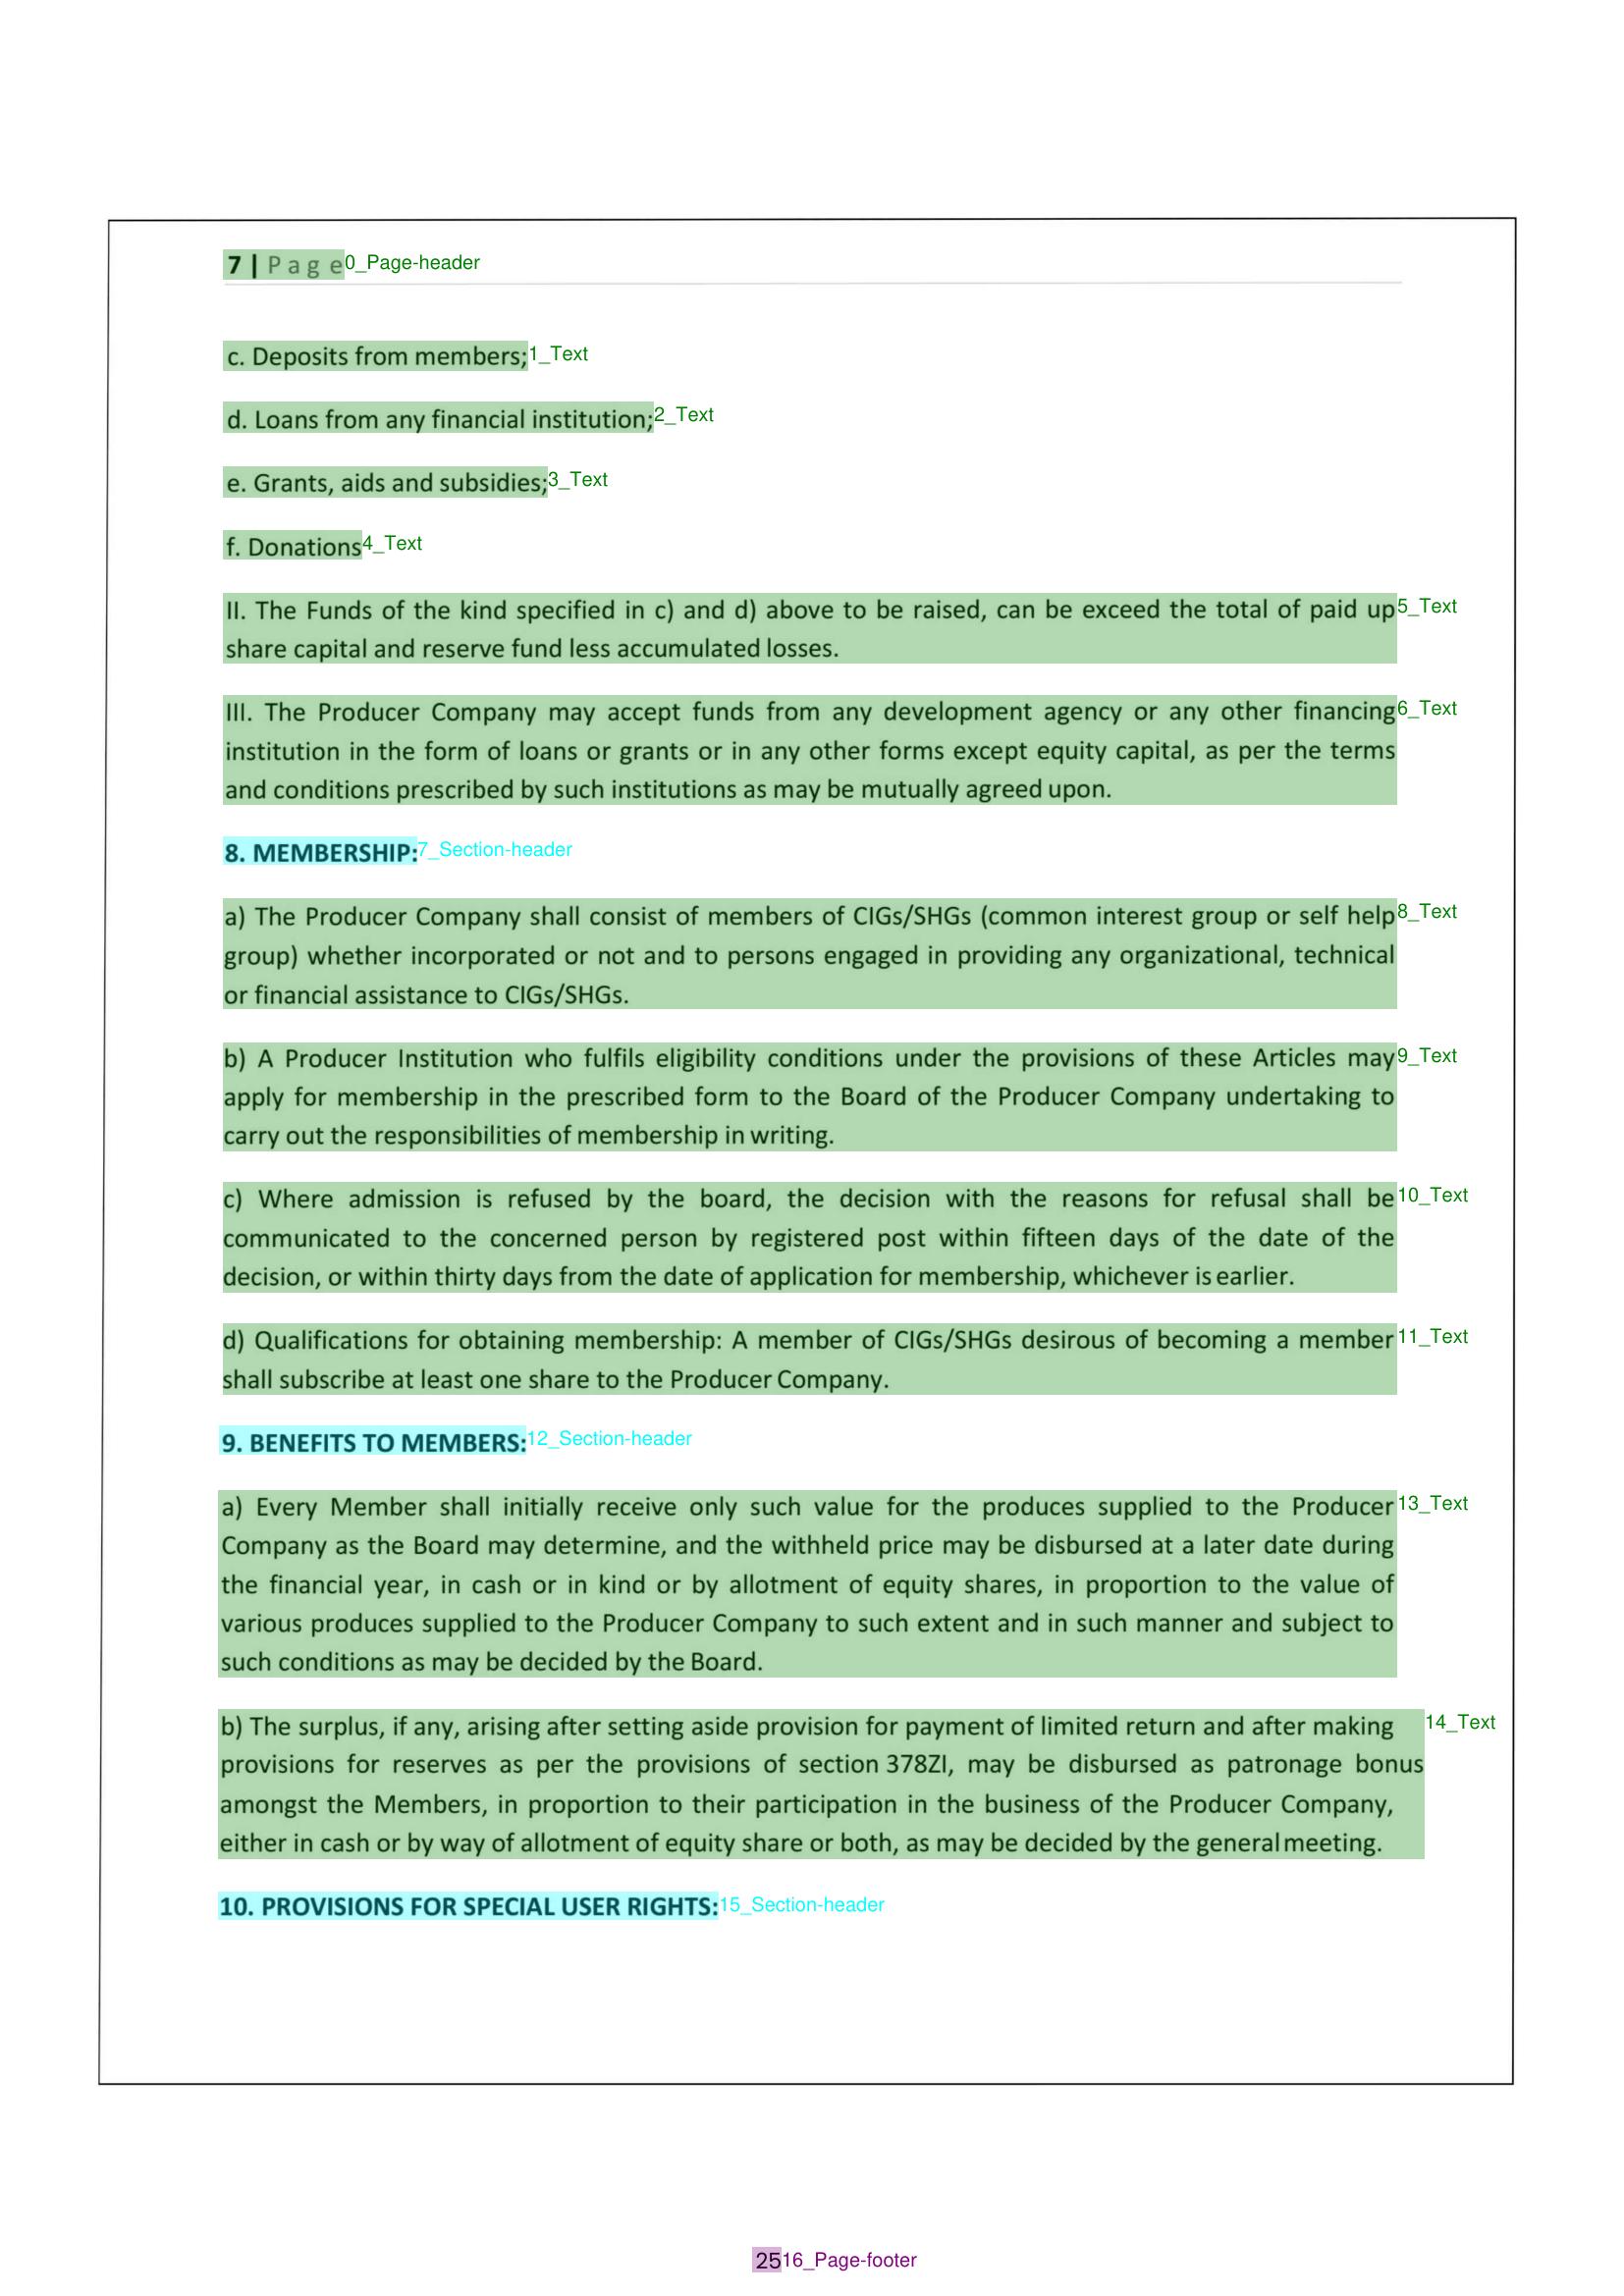 7 | P a g e0_Page-header
c. Deposits from members;1_Text
d. Loans from any financial institution;2_Text
e. Grants, aids and subsidies;3_Text
f. Donations4_Text
II. The Funds of the kind specified in c) and d) above to be raised, can be exceed the total of paid up5_Text
share capital and reserve fund less accumulated losses.
III. The Producer Company may accept funds from any development agency or any other financing6_Text
institution in the form of loans or grants or in any other forms except equity capital, as per the terms
and conditions prescribed by such institutions as may be mutually agreed upon.
8. MEMBERSHIP:7_Section-header
a) The Producer Company shall consist of members of CIGs/SHGs (common interest group or self help8_Text
group) whether incorporated or not and to persons engaged in providing any organizational, technical
or financial assistance to CIGs/SHGs.
b) A Producer Institution who fulfils eligibility conditions under the provisions of these Articles may9_Text
apply for membership in the prescribed form to the Board of the Producer Company undertaking to
carry out the responsibilities of membership in writing.
c) Where admission is refused by the board, the decision with the reasons for refusal shall be10_Text
communicated to the concerned person by registered post within fifteen days of the date of the
decision, or within thirty days from the date of application for membership, whichever is earlier.
d) Qualifications for obtaining membership: A member of CIGs/SHGs desirous of becoming a member11_Text
shall subscribe at least one share to the Producer Company.
9. BENEFITS TO MEMBERS:12_Section-header
a) Every Member shall initially receive only such value for the produces supplied to the Producer13_Text
Company as the Board may determine, and the withheld price may be disbursed at a later date during
the financial year, in cash or in kind or by allotment of equity shares, in proportion to the value of
various produces supplied to the Producer Company to such extent and in such manner and subject to
such conditions as may be decided by the Board.
b) The surplus, if any, arising after setting aside provision for payment of limited return and after making 14_Text
provisions for reserves as per the provisions of section 378ZI, may be disbursed as patronage bonus
amongst the Members, in proportion to their participation in the business of the Producer Company,
either in cash or by way of allotment of equity share or both, as may be decided by the general meeting.
10. PROVISIONS FOR SPECIAL USER RIGHTS:15_Section-header
2516_Page-footer